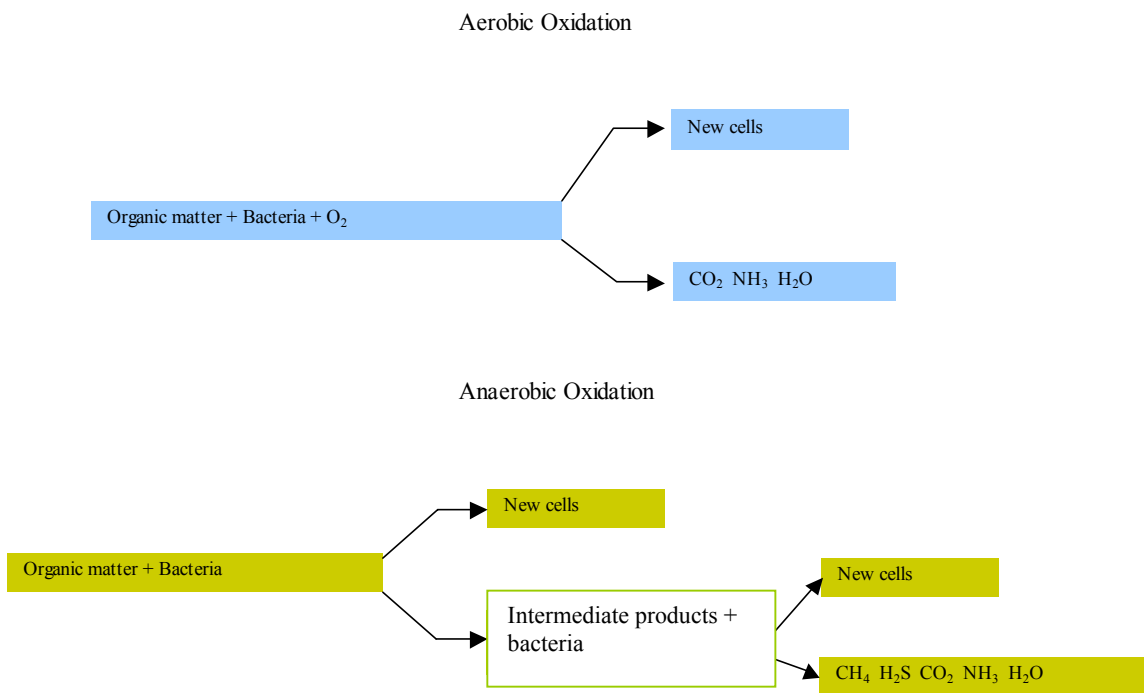 Aerobic Oxidation
New cells
Organic matter + Bacteria + O₂
CO₂ NH₃ H₂O
Anaerobic Oxidation
New cells
Organic matter + Bacteria
New cells
Intermediate products +
bacteria
CH₄ H₂S CO₂ NH₃ H₂O